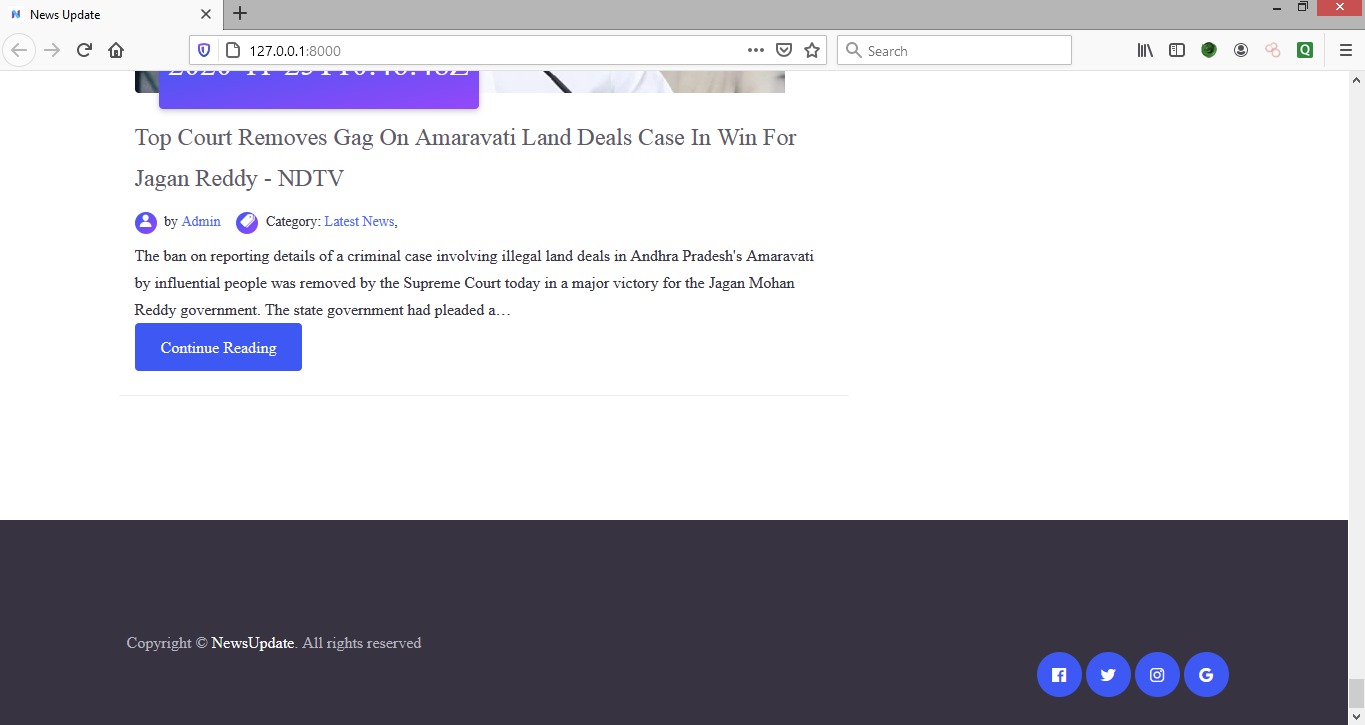 News Update
127.0.0.1:8000
Search
Top Court Removes Gag On Amaravati Land Deals Case In Win For
Jagan Reddy - NDTV
by Admin Category: Latest News,
The ban on reporting details of a criminal case involving illegal land deals in Andhra Pradesh's Amaravati
by influential people was removed by the Supreme Court today in a major victory for the Jagan Mohan
Reddy government. The state government had pleaded a…
Continue Reading
Copyright © NewsUpdate. All rights reserved